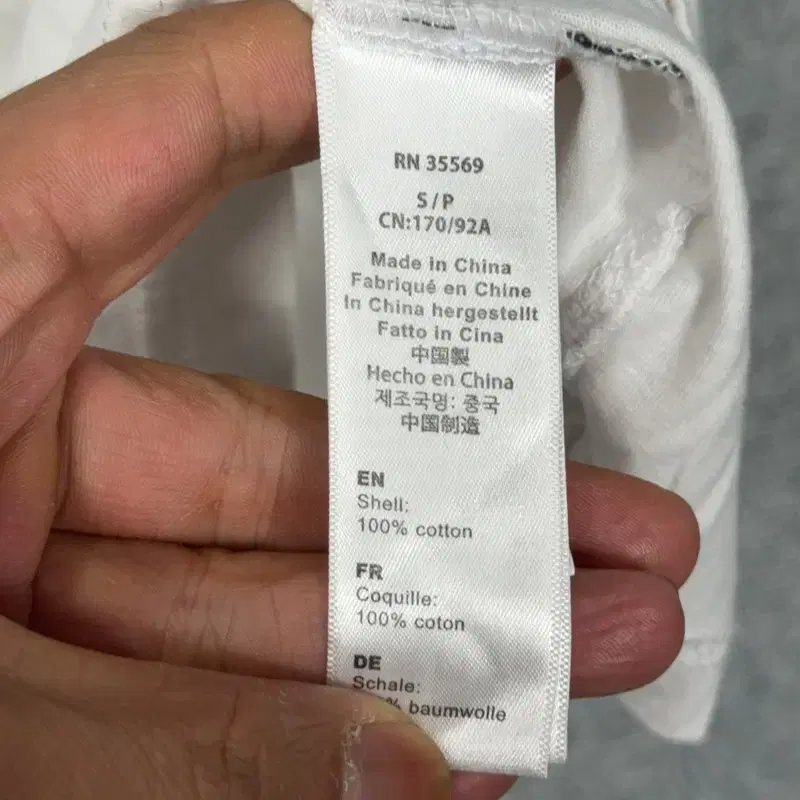 RN 35569
S / P
CN:170/92A
Made in China
Fabriqué en Chine
In China hergestellt
Fatto in Cina
中国製
Hecho en China
제조국명: 중국
中国制造
EN
Shell:
100% cotton
FR
Coquille:
100% coton
DE
Schale:
% baumwolle